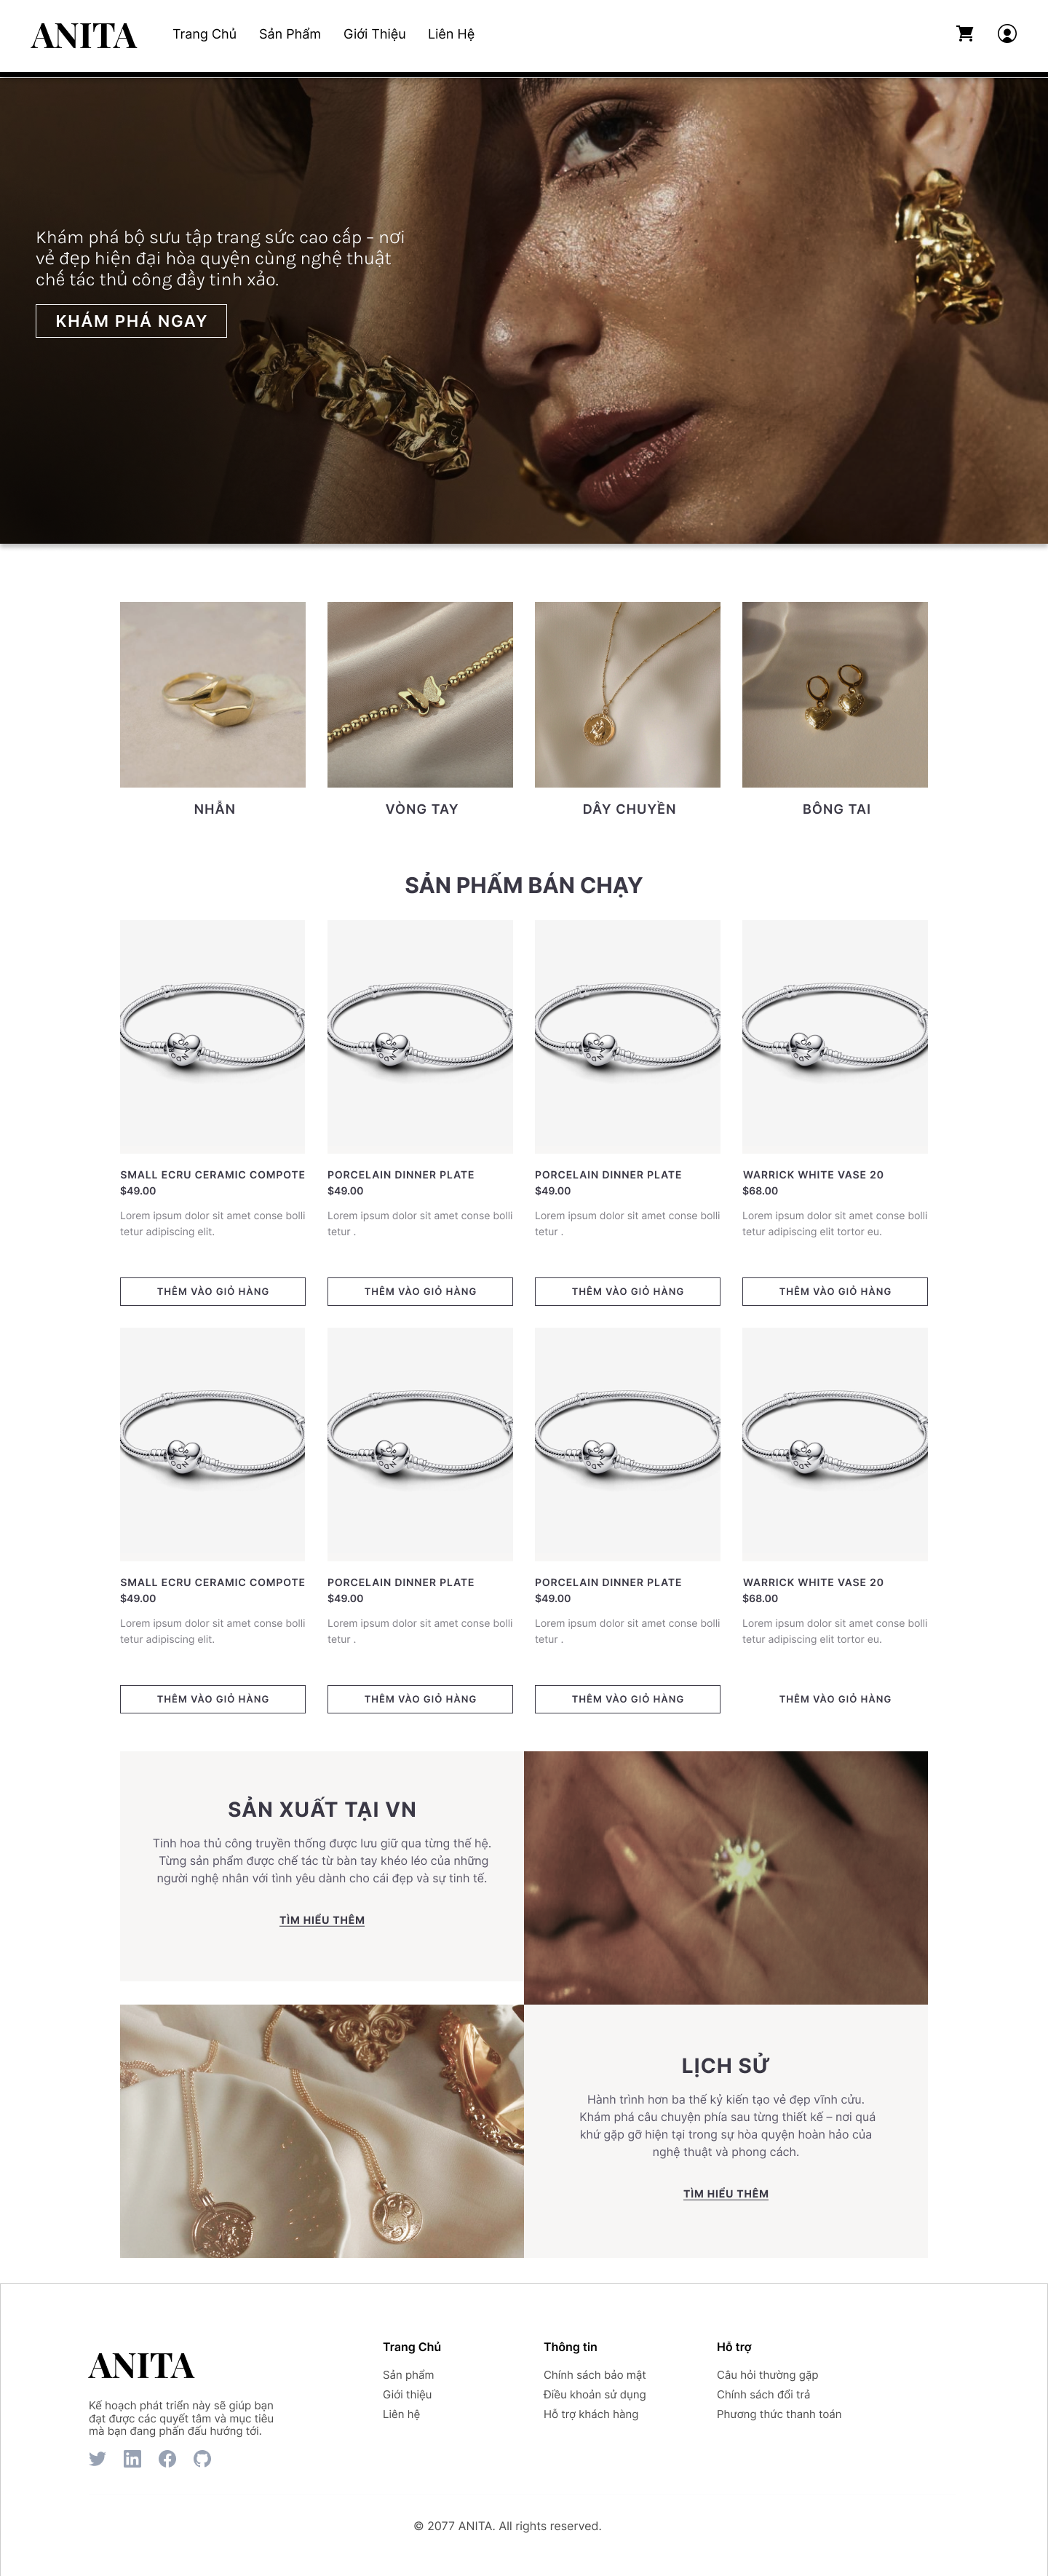 ANITA
Trang Chủ
Sản Phẩm
Giới Thiệu
Liên Hệ
Khám phá bộ sưu tập trang sức cao cấp – nơi
vẻ đẹp hiện đại hòa quyện cùng nghệ thuật
chế tác thủ công đầy tinh xảo.
KHÁM PHÁ NGAY
NHẪN
VÒNG TAY
DÂY CHUYỀN
BÔNG TAI
SẢN PHẨM BÁN CHẠY
SMALL ECRU CERAMIC COMPOTE
$49.00
Lorem ipsum dolor sit amet conse bolli
tetur adipiscing elit.
THÊM VÀO GIỎ HÀNG
PORCELAIN DINNER PLATE
$49.00
Lorem ipsum dolor sit amet conse bolli
tetur .
THÊM VÀO GIỎ HÀNG
PORCELAIN DINNER PLATE
$49.00
Lorem ipsum dolor sit amet conse bolli
tetur .
THÊM VÀO GIỎ HÀNG
WARRICK WHITE VASE 20
$68.00
Lorem ipsum dolor sit amet conse bolli
tetur adipiscing elit tortor eu.
THÊM VÀO GIỎ HÀNG
SMALL ECRU CERAMIC COMPOTE
$49.00
Lorem ipsum dolor sit amet conse bolli
tetur adipiscing elit.
THÊM VÀO GIỎ HÀNG
PORCELAIN DINNER PLATE
$49.00
Lorem ipsum dolor sit amet conse bolli
tetur .
THÊM VÀO GIỎ HÀNG
PORCELAIN DINNER PLATE
$49.00
Lorem ipsum dolor sit amet conse bolli
tetur .
THÊM VÀO GIỎ HÀNG
WARRICK WHITE VASE 20
$68.00
Lorem ipsum dolor sit amet conse bolli
tetur adipiscing elit tortor eu.
THÊM VÀO GIỎ HÀNG
SẢN XUẤT TẠI VN
Tinh hoa thủ công truyền thống được lưu giữ qua từng thế hệ.
Từng sản phẩm được chế tác từ bàn tay khéo léo của những
người nghệ nhân với tình yêu dành cho cái đẹp và sự tinh tế.
TÌM HIỂU THÊM
LỊCH SỬ
Hành trình hơn ba thế kỷ kiến tạo vẻ đẹp vĩnh cửu.
Khám phá câu chuyện phía sau từng thiết kế – nơi quá
khứ gặp gỡ hiện tại trong sự hòa quyện hoàn hảo của
nghệ thuật và phong cách.
TÌM HIỂU THÊM
ANITA
Kế hoạch phát triển này sẽ giúp bạn
đạt được các quyết tâm và mục tiêu
mà bạn đang phấn đấu hướng tới.
Trang Chủ
Sản phẩm
Giới thiệu
Liên hệ
Thông tin
Chính sách bảo mật
Điều khoản sử dụng
Hỗ trợ khách hàng
Hỗ trợ
Câu hỏi thường gặp
Chính sách đổi trả
Phương thức thanh toán
© 2077 ANITA. All rights reserved.